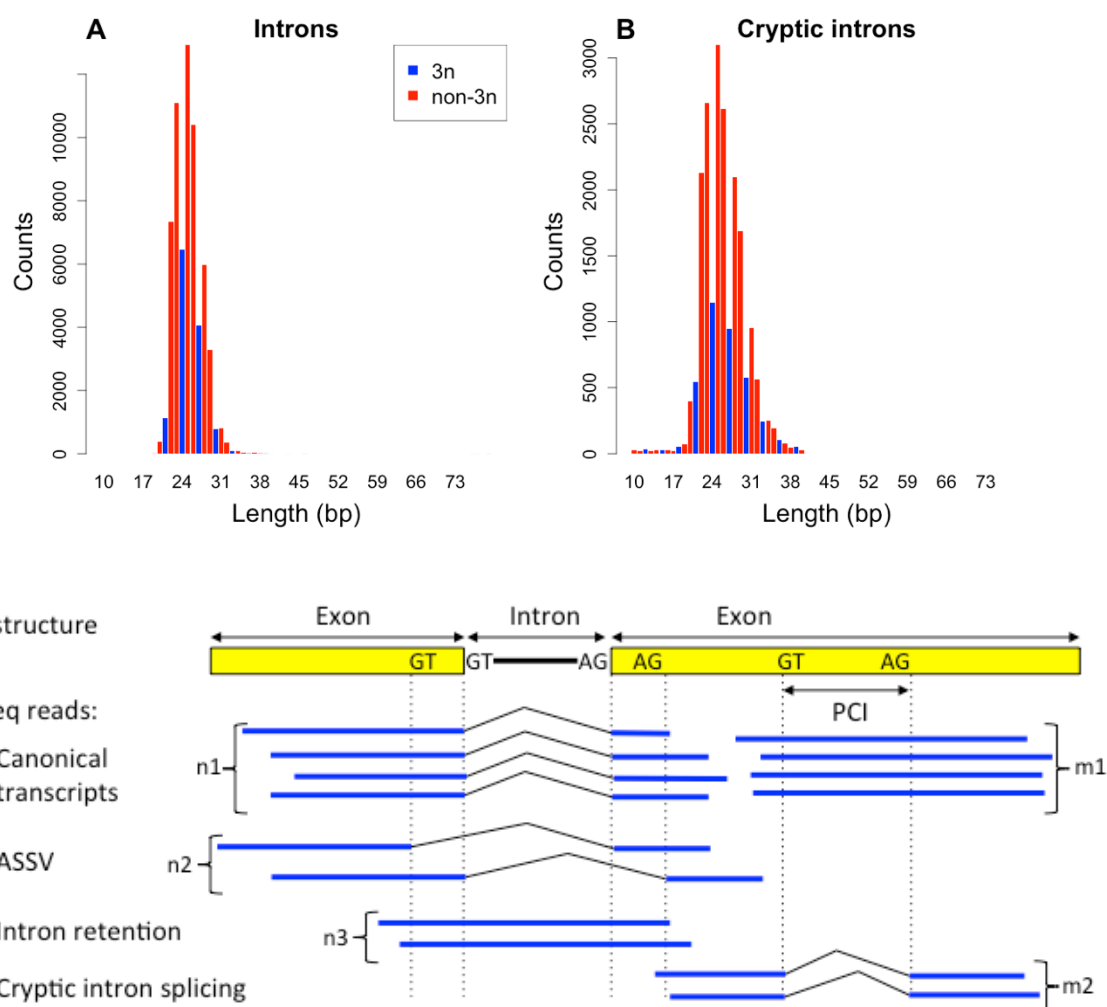 A Introns
B Cryptic introns
3n
non-3n
Counts
0 2000 4000 6000 8000 10000
10 17 24 31 38 45 52 59 66 73
Length (bp)
Counts
0 500 1000 1500 2000 2500 3000
10 17 24 31 38 45 52 59 66 73
Length (bp)
structure
Exon Intron Exon
GT GT AG AG GT AG
PCI
eq reads:
Canonical
transcripts
n1
m1
ASSV
n2
Intron retention
n3
Cryptic intron splicing
m2